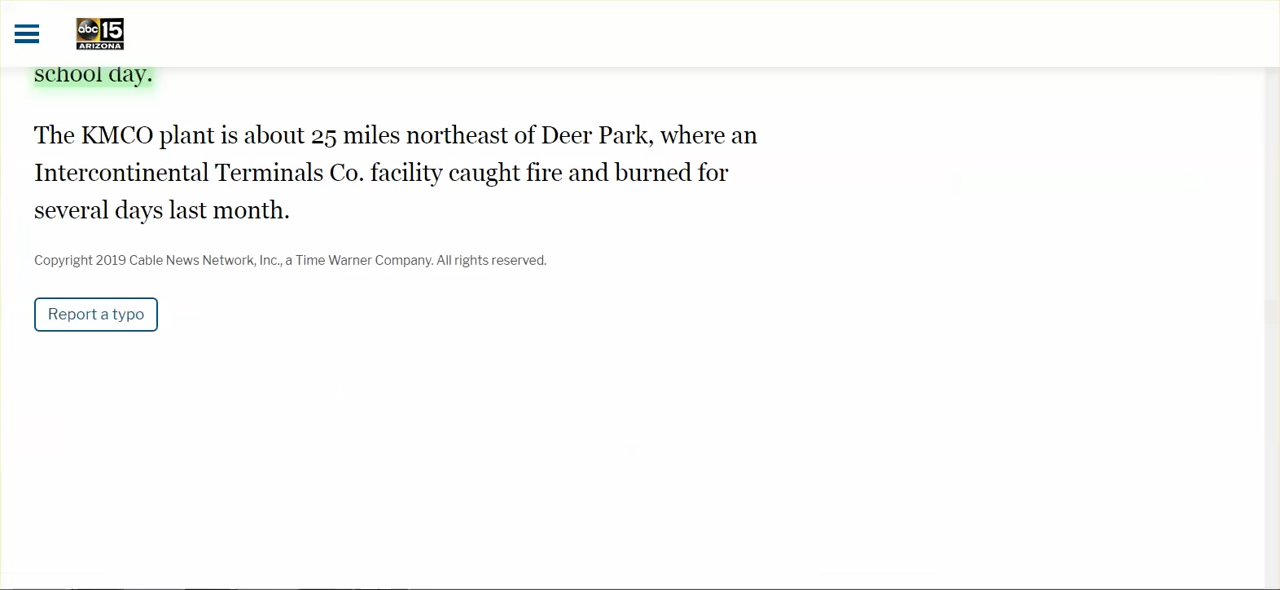 abc 15
ARIZONA
school day.
The KMCO plant is about 25 miles northeast of Deer Park, where an
Intercontinental Terminals Co. facility caught fire and burned for
several days last month.
Copyright 2019 Cable News Network, Inc., a Time Warner Company. All rights reserved.
Report a typo